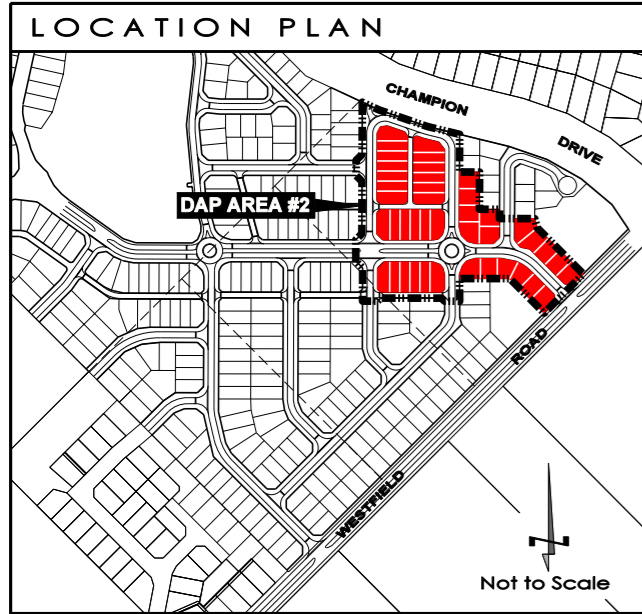 LOCATION PLAN
CHAMPION
DRIVE
DAP AREA #2
ROAD
WESTFIELD
N
Not to Scale